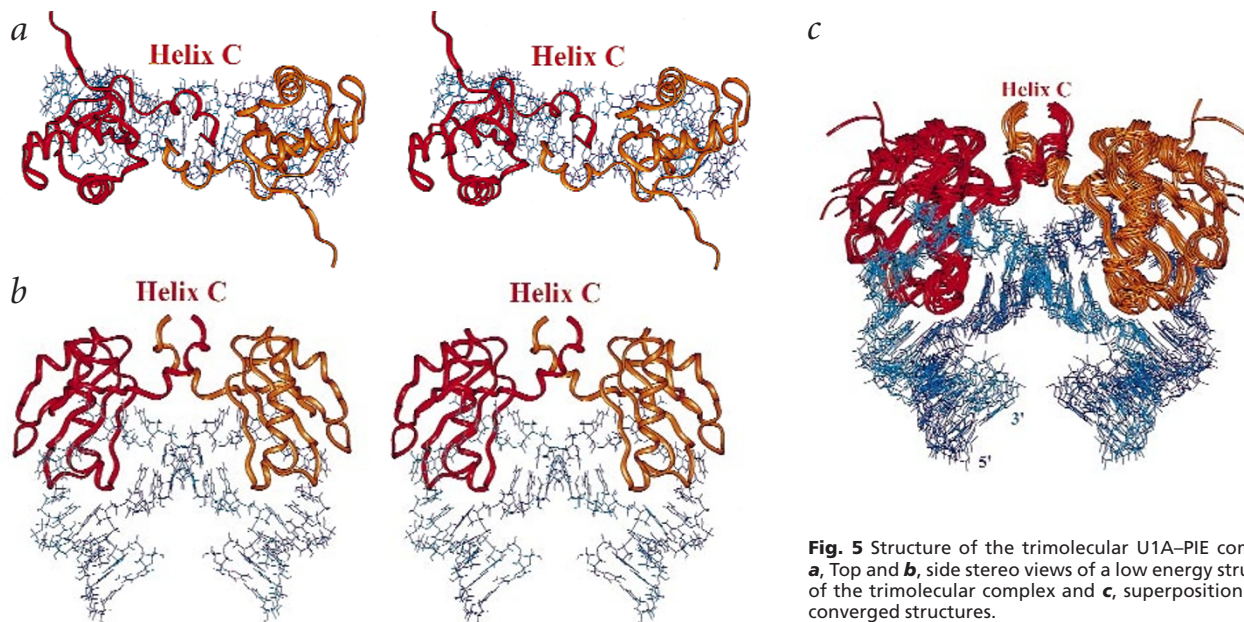 a
Helix C
Helix C
b
Helix C
Helix C
c
Helix C
3'
5'
Fig. 5 Structure of the trimolecular U1A–PIE
a, Top and b, side stereo views of a low energy
of the trimolecular complex and c, superposition
converged structures.